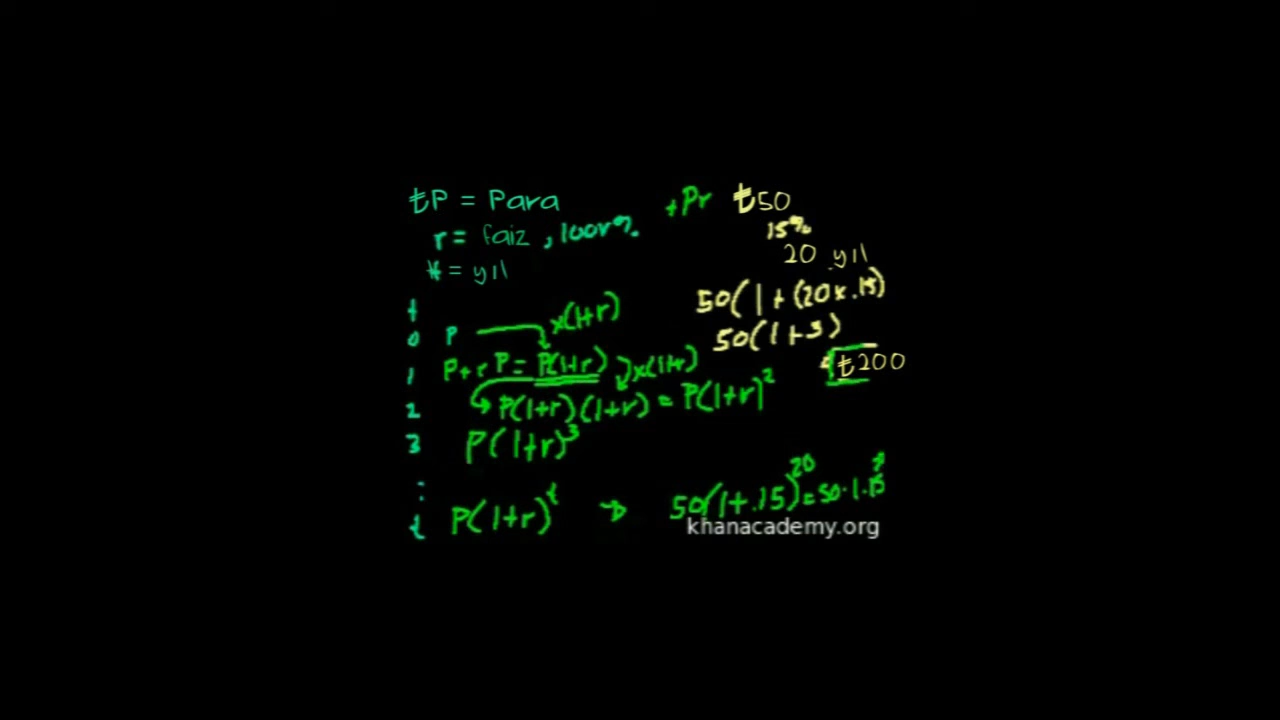 ₺P = Para
r = faiz , 100r%
t = yıl
+Pr
₺50
15%
20 yıl
50(1 + (20x.15)
50(1+3)
₺200
t
0 P x(1+r)
1 P+rP = P(1+r) x(1+r)
2 P(1+r)(1+r) = P(1+r)²
3 P(1+r)³
:
t P(1+r)ᵗ → 50(1+.15)²⁰ = 50·1.15
khanacademy.org